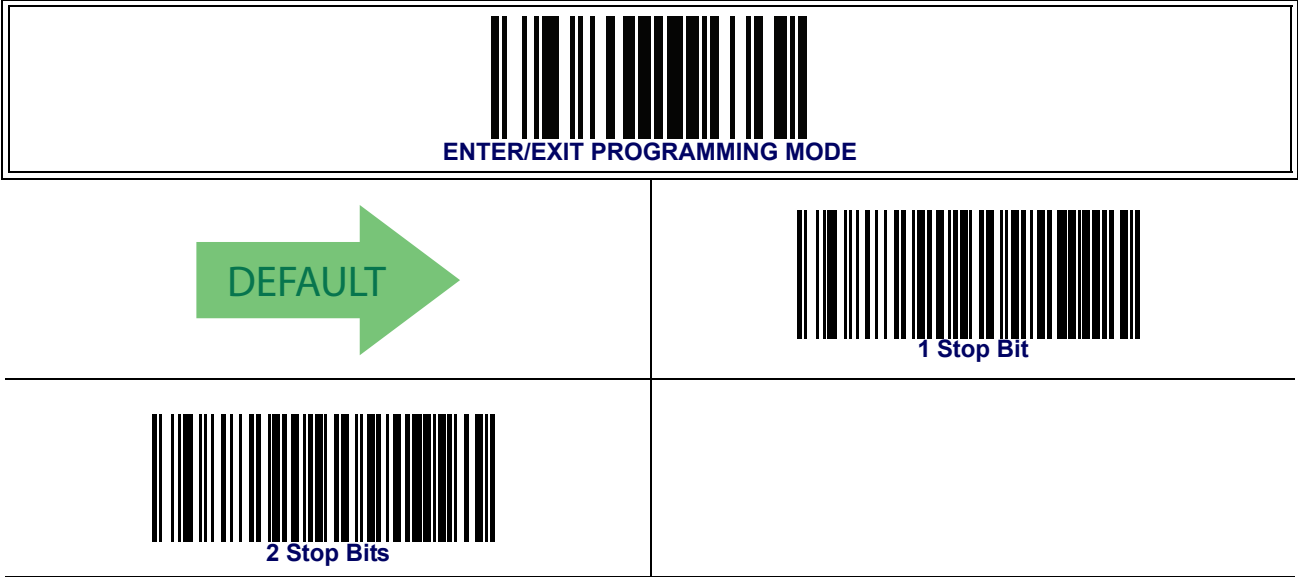 ENTER/EXIT PROGRAMMING MODE
DEFAULT
1 Stop Bit
2 Stop Bits